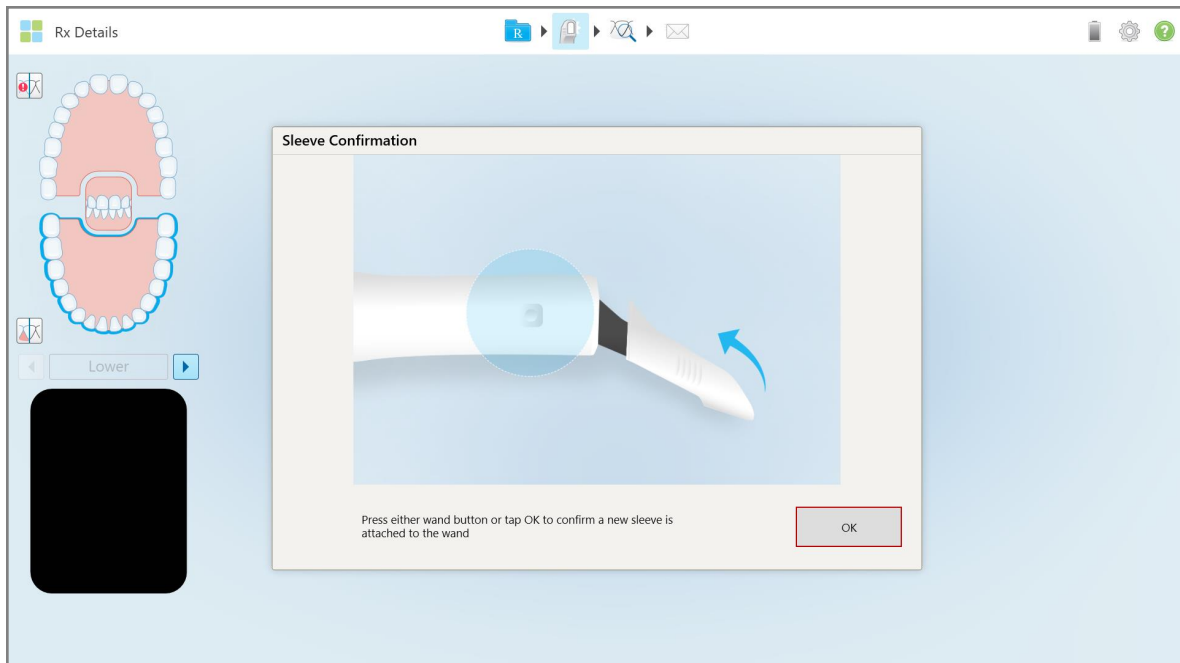 Rx Details
R
?
!
Sleeve Confirmation
Lower
Press either wand button or tap OK to confirm a new sleeve is
attached to the wand
OK